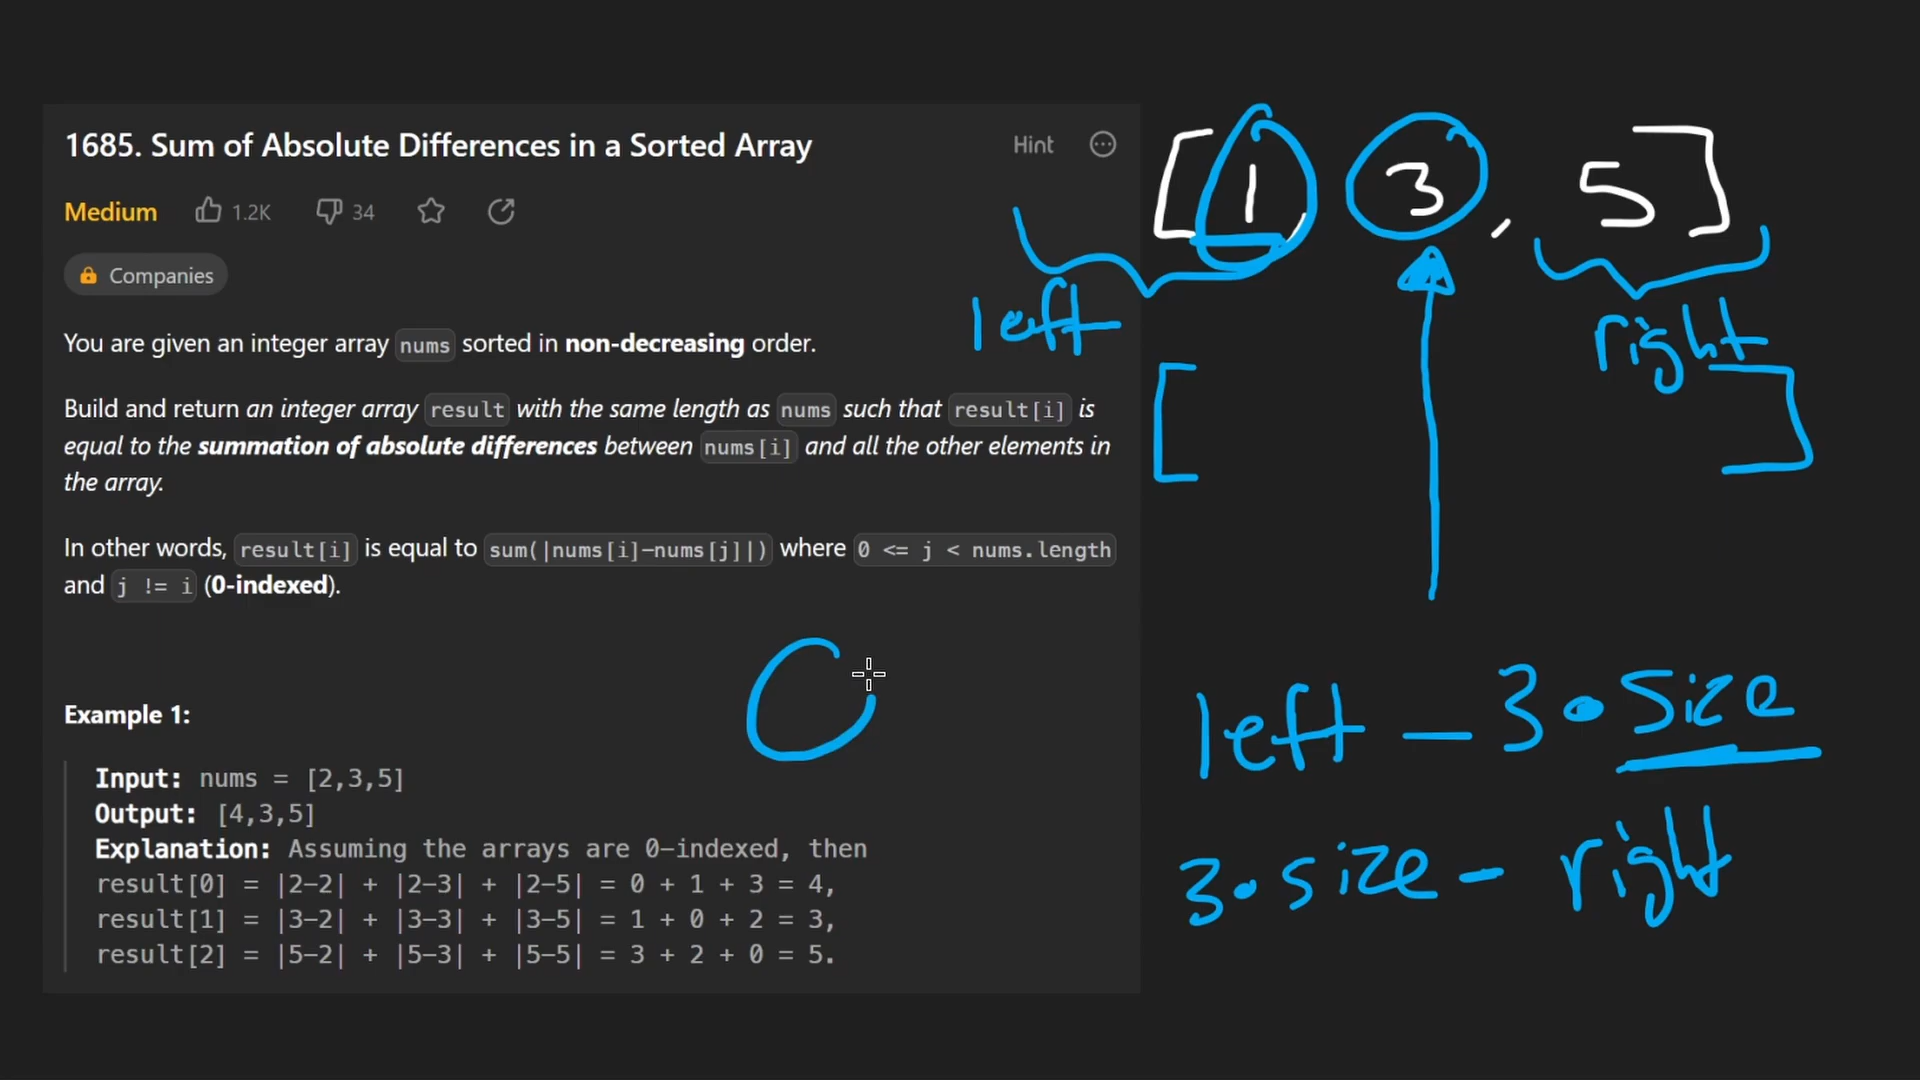 1685. Sum of Absolute Differences in a Sorted Array
Hint
Medium 1.2K 34
Companies
You are given an integer array nums sorted in non-decreasing order.
Build and return an integer array result with the same length as nums such that result[i] is
equal to the summation of absolute differences between nums[i] and all the other elements in
the array.
In other words, result[i] is equal to sum(|nums[i]-nums[j]|) where 0 <= j < nums.length
and j != i (0-indexed).
Example 1:
Input: nums = [2,3,5]
Output: [4,3,5]
Explanation: Assuming the arrays are 0-indexed, then
result[0] = |2-2| + |2-3| + |2-5| = 0 + 1 + 3 = 4,
result[1] = |3-2| + |3-3| + |3-5| = 1 + 0 + 2 = 3,
result[2] = |5-2| + |5-3| + |5-5| = 3 + 2 + 0 = 5.
[1, 3, 5]
left
right
[ ]
left - 3 • size
3 • size - right